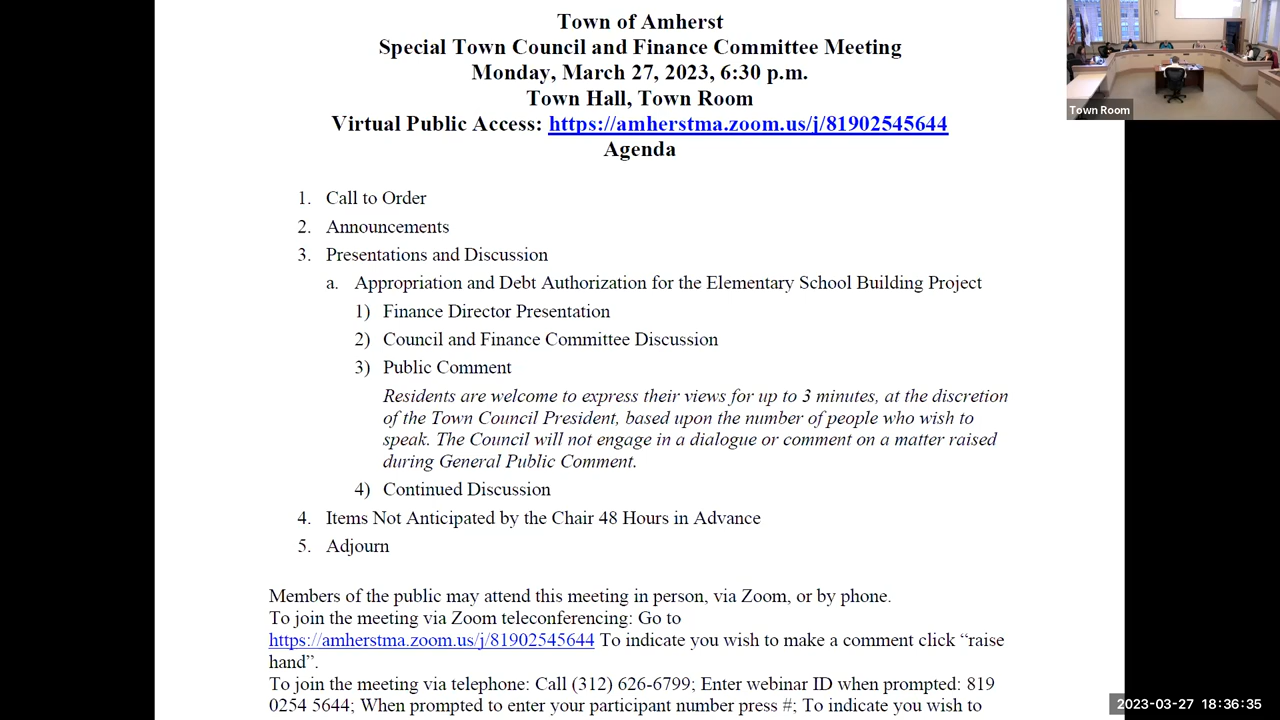 Town of Amherst
Special Town Council and Finance Committee Meeting
Monday, March 27, 2023, 6:30 p.m.
Town Hall, Town Room
Virtual Public Access: https://amherstma.zoom.us/j/81902545644
Agenda
Town Room
1. Call to Order
2. Announcements
3. Presentations and Discussion
a. Appropriation and Debt Authorization for the Elementary School Building Project
1) Finance Director Presentation
2) Council and Finance Committee Discussion
3) Public Comment
Residents are welcome to express their views for up to 3 minutes, at the discretion
of the Town Council President, based upon the number of people who wish to
speak. The Council will not engage in a dialogue or comment on a matter raised
during General Public Comment.
4) Continued Discussion
4. Items Not Anticipated by the Chair 48 Hours in Advance
5. Adjourn
Members of the public may attend this meeting in person, via Zoom, or by phone.
To join the meeting via Zoom teleconferencing: Go to
https://amherstma.zoom.us/j/81902545644 To indicate you wish to make a comment click “raise
hand”.
To join the meeting via telephone: Call (312) 626-6799; Enter webinar ID when prompted: 819
0254 5644; When prompted to enter your participant number press #; To indicate you wish to
2023-03-27 18:36:35